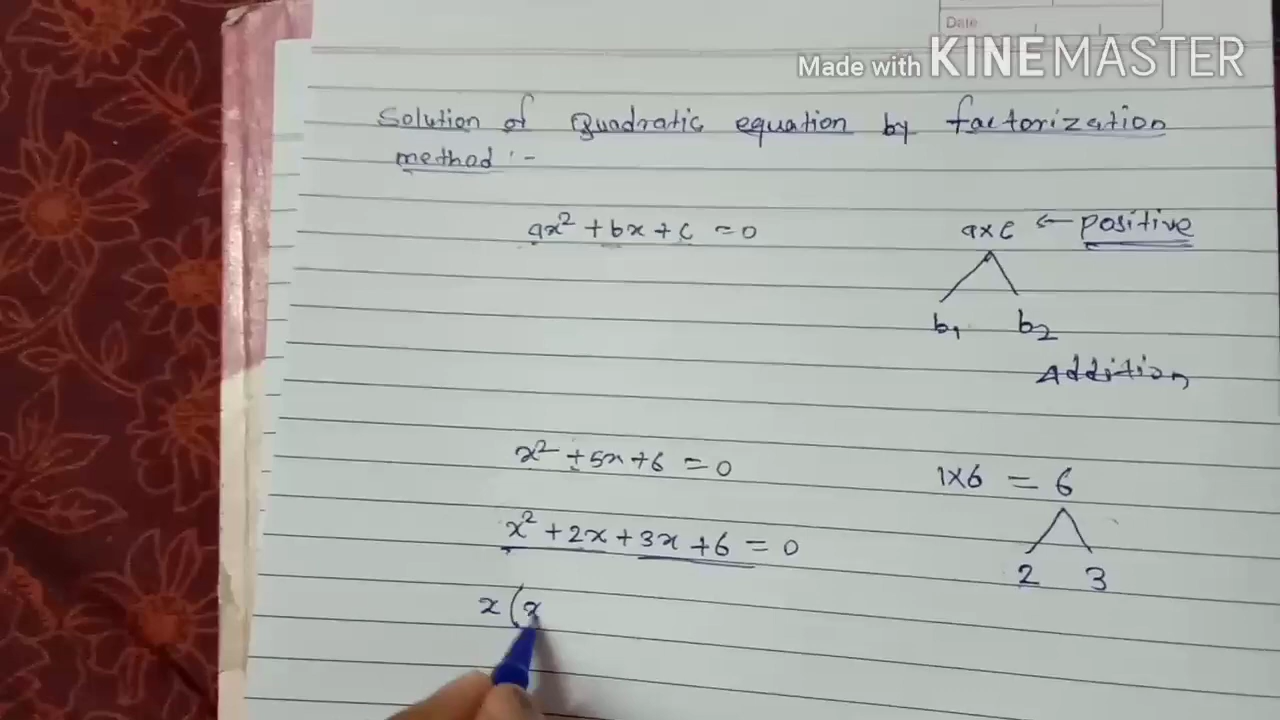 Date
Made with KINEMASTER
Solution of Quadratic equation by factorization
method :-
ax² + bx + c = 0
a×c ← positive
b₁ b₂
Addition
x² + 5x + 6 = 0
1×6 = 6
x² + 2x + 3x + 6 = 0
2 3
x (x